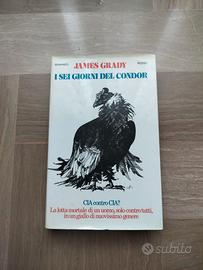 JAMES GRADY
I SEI GIORNI DEL CONDOR
CIA contro CIA?
La lotta mortale di un uomo, solo contro tutti,
in un giallo di nuovissimo genere
subito